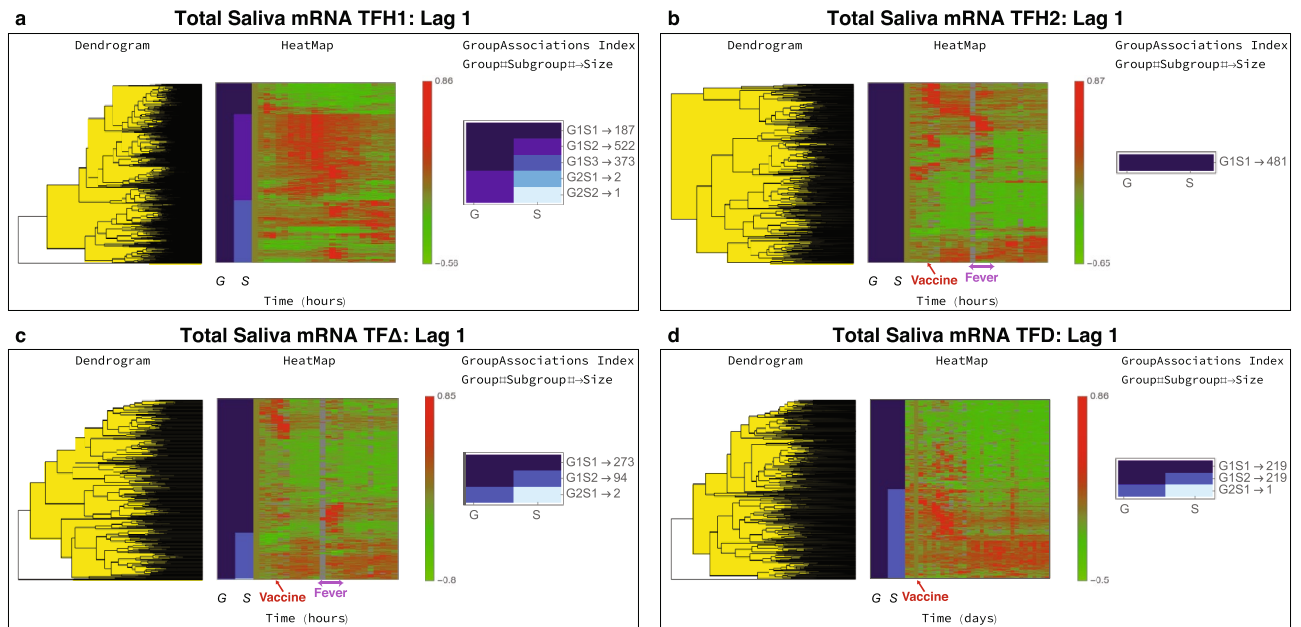 a
Total Saliva mRNA TFH1: Lag 1
Dendrogram
HeatMap
GroupAssociations Index
Group⌗Subgroup⌗→Size
0.86
−0.56
G1S1→187
G1S2→522
G1S3→373
G2S1→2
G2S2→1
G S
G S
Time (hours)
b
Total Saliva mRNA TFH2: Lag 1
Dendrogram
HeatMap
GroupAssociations Index
Group⌗Subgroup⌗→Size
0.87
−0.65
G1S1→481
G S
G S
Vaccine
Fever
Time (hours)
c
Total Saliva mRNA TFΔ: Lag 1
Dendrogram
HeatMap
GroupAssociations Index
Group⌗Subgroup⌗→Size
0.85
−0.8
G1S1→273
G1S2→94
G2S1→2
G S
G S
Vaccine
Fever
Time (hours)
d
Total Saliva mRNA TFD: Lag 1
Dendrogram
HeatMap
GroupAssociations Index
Group⌗Subgroup⌗→Size
0.86
−0.5
G1S1→219
G1S2→219
G2S1→1
G S
G S
Vaccine
Time (days)